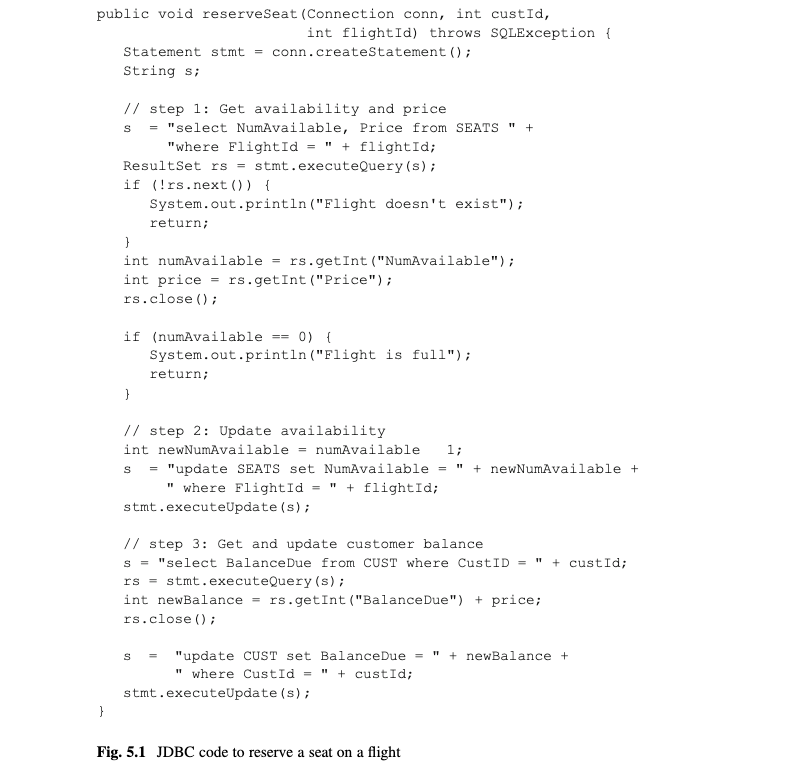 public void reserveSeat(Connection conn, int custId,
                        int flightId) throws SQLException {
   Statement stmt = conn.createStatement();
   String s;

   // step 1: Get availability and price
   s  = "select NumAvailable, Price from SEATS " +
        "where FlightId = " + flightId;
   ResultSet rs = stmt.executeQuery(s);
   if (!rs.next()) {
      System.out.println("Flight doesn't exist");
      return;
   }
   int numAvailable = rs.getInt("NumAvailable");
   int price = rs.getInt("Price");
   rs.close();

   if (numAvailable == 0) {
      System.out.println("Flight is full");
      return;
   }

   // step 2: Update availability
   int newNumAvailable = numAvailable   1;
   s  = "update SEATS set NumAvailable = " + newNumAvailable +
        " where FlightId = " + flightId;
   stmt.executeUpdate(s);

   // step 3: Get and update customer balance
   s = "select BalanceDue from CUST where CustID = " + custId;
   rs = stmt.executeQuery(s);
   int newBalance = rs.getInt("BalanceDue") + price;
   rs.close();

   s  =  "update CUST set BalanceDue = " + newBalance +
         " where CustId = " + custId;
   stmt.executeUpdate(s);
}

Fig. 5.1 JDBC code to reserve a seat on a flight